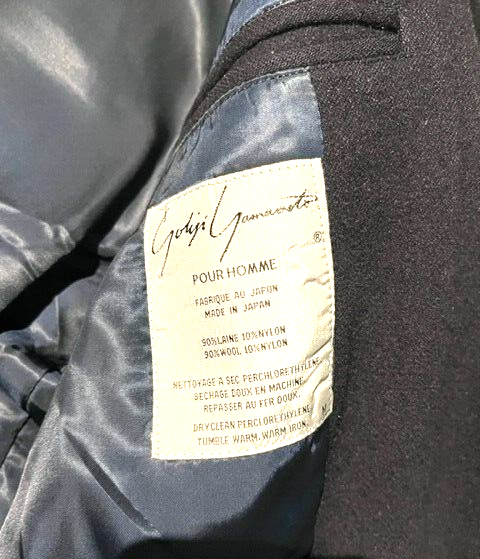 Yohji Yamamoto
®
POUR HOMME
FABRIQUE AU JAPON
MADE IN JAPAN
90%LAINE 10%NYLON
90%WOOL 10%NYLON
NETTOYAGE A SEC PERCHLORETHYLENE
SECHAGE DOUX EN MACHINE
REPASSER AU FER DOUX.
DRYCLEAN PERCLORETHYLENE
TUMBLE WARM, WARM IRON.